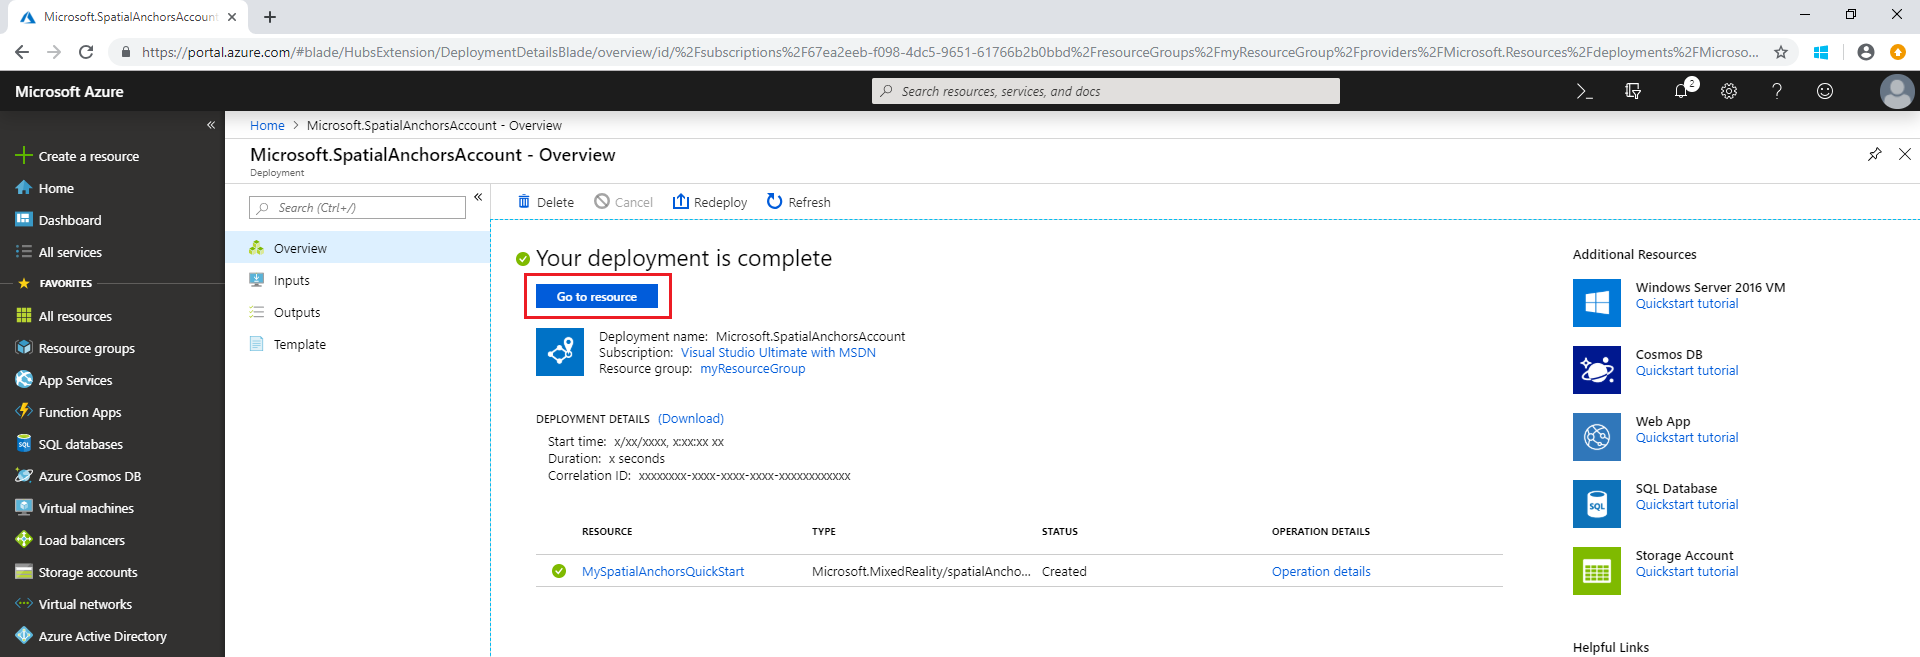 Microsoft.SpatialAnchorsAccount
https://portal.azure.com/#blade/HubsExtension/DeploymentDetailsBlade/overview/id/%2Fsubscriptions%2F67ea2eeb-f098-4dc5-9651-61766b2b0bbd%2FresourceGroups%2FmyResourceGroup%2Fproviders%2FMicrosoft.Resources%2Fdeployments%2FMicroso...
Microsoft Azure
Search resources, services, and docs
2
Home > Microsoft.SpatialAnchorsAccount - Overview
Microsoft.SpatialAnchorsAccount - Overview
Deployment
Create a resource
Home
Dashboard
All services
FAVORITES
All resources
Resource groups
App Services
Function Apps
SQL databases
Azure Cosmos DB
Virtual machines
Load balancers
Storage accounts
Virtual networks
Azure Active Directory
Search (Ctrl+/)
Overview
Inputs
Outputs
Template
Delete Cancel Redeploy Refresh
Your deployment is complete
Go to resource
Deployment name: Microsoft.SpatialAnchorsAccount
Subscription: Visual Studio Ultimate with MSDN
Resource group: myResourceGroup
DEPLOYMENT DETAILS (Download)
Start time: x/xx/xxxx, x:xx:xx xx
Duration: x seconds
Correlation ID: xxxxxxxx-xxxx-xxxx-xxxx-xxxxxxxxxxxx
RESOURCE TYPE STATUS OPERATION DETAILS
MySpatialAnchorsQuickStart Microsoft.MixedReality/spatialAncho... Created Operation details
Additional Resources
Windows Server 2016 VM
Quickstart tutorial
Cosmos DB
Quickstart tutorial
Web App
Quickstart tutorial
SQL
SQL Database
Quickstart tutorial
Storage Account
Quickstart tutorial
Helpful Links